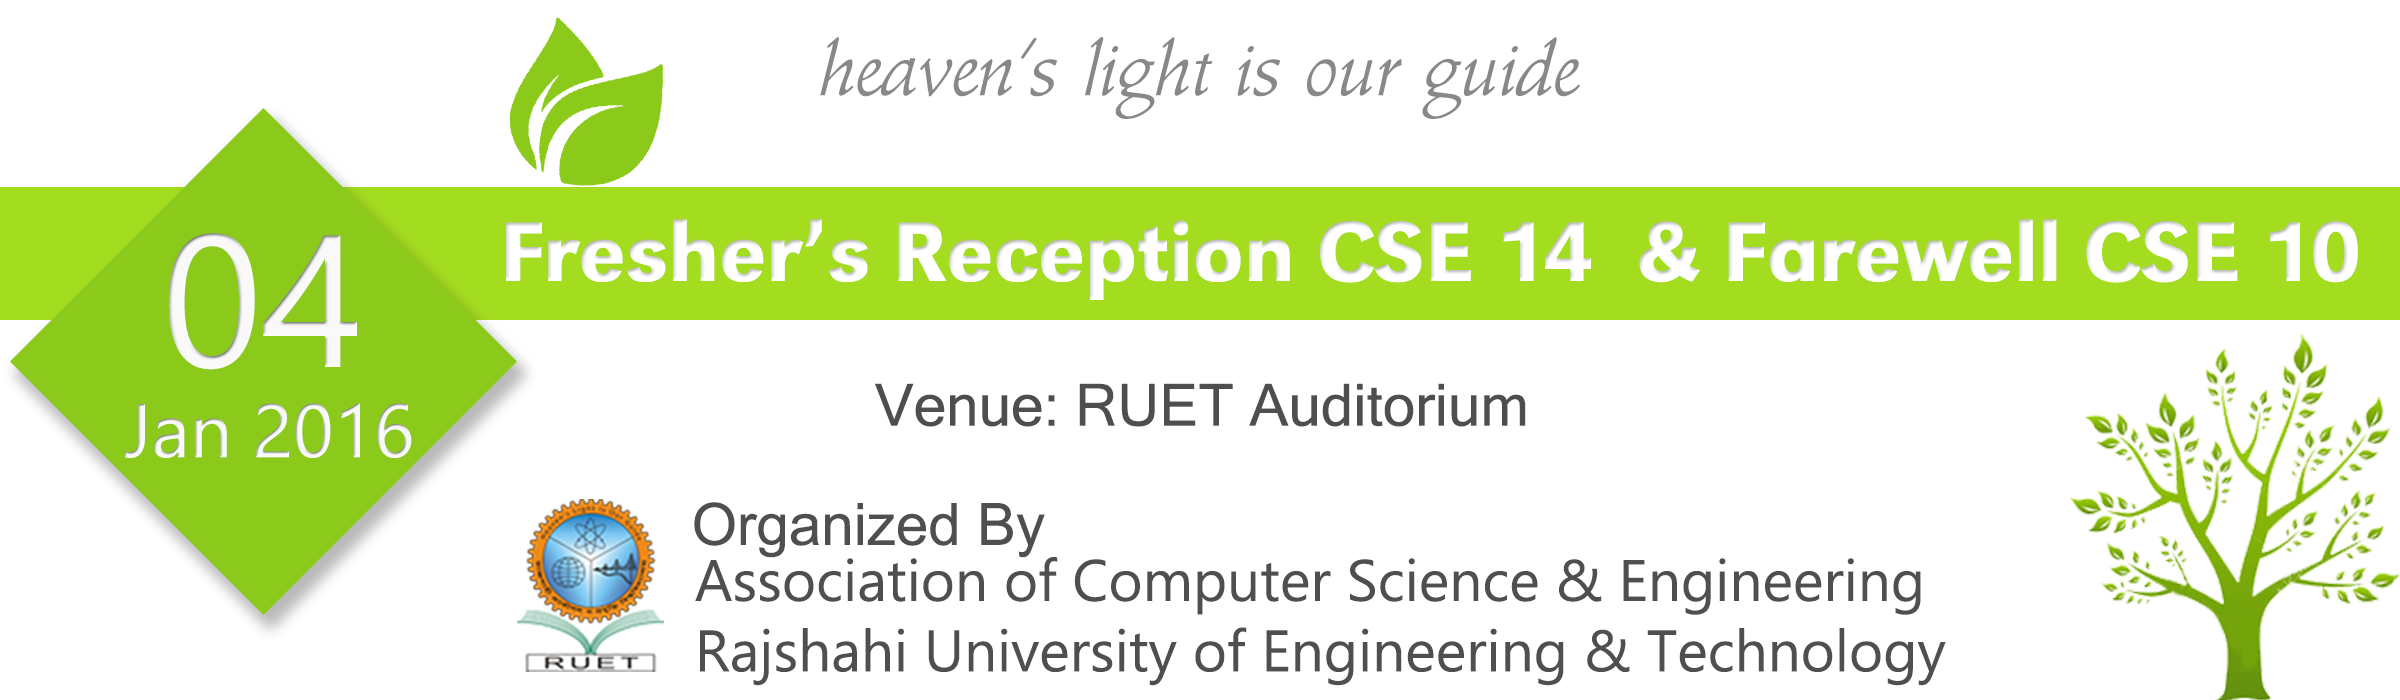 heaven's light is our guide
Fresher's Reception CSE 14 & Farewell CSE 10
04
Jan 2016
Venue: RUET Auditorium
Organized By
Association of Computer Science & Engineering
Rajshahi University of Engineering & Technology
RUET